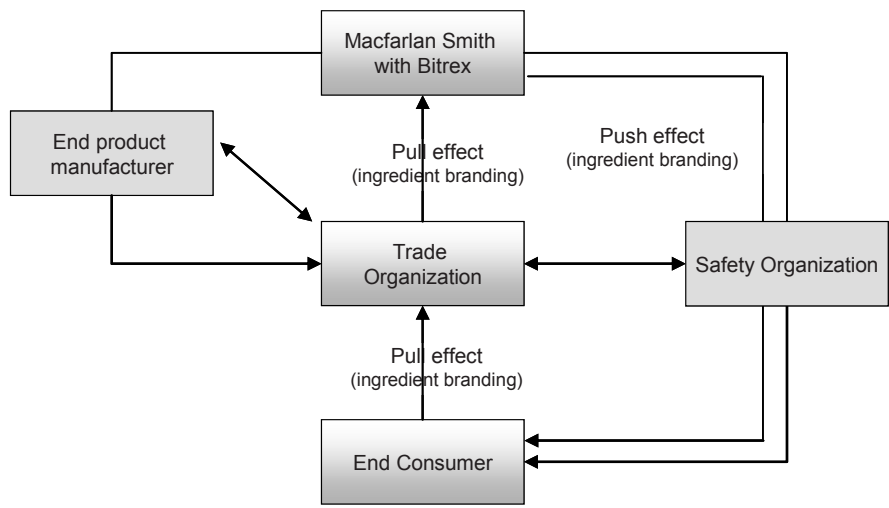 Macfarlan Smith
with Bitrex
End product
manufacturer
Pull effect
(ingredient branding)
Push effect
(ingredient branding)
Trade
Organization
Safety Organization
Pull effect
(ingredient branding)
End Consumer